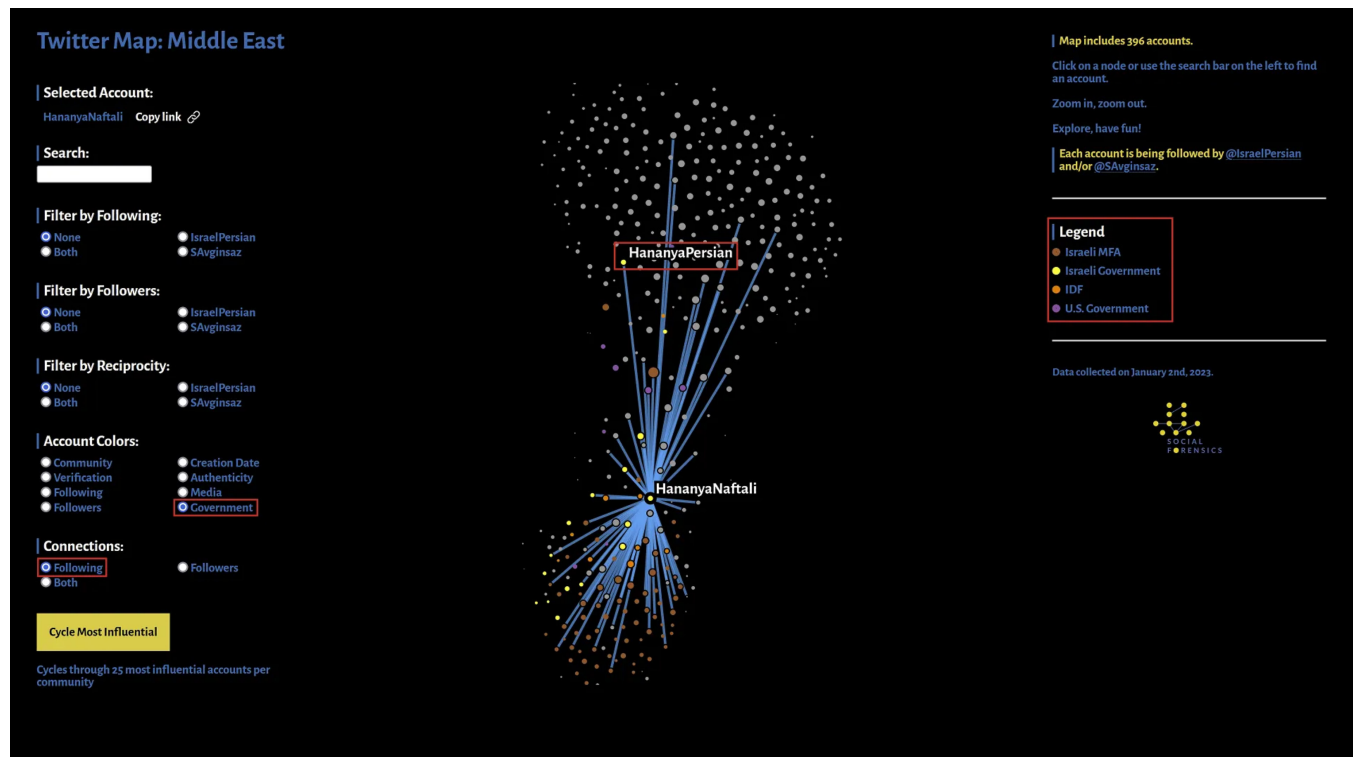 Twitter Map: Middle East
Selected Account:
HananyaNaftali Copy link
Search:
Filter by Following:
None IsraelPersian
Both SAvginsaz
Filter by Followers:
None IsraelPersian
Both SAvginsaz
Filter by Reciprocity:
None IsraelPersian
Both SAvginsaz
Account Colors:
Community Creation Date
Verification Authenticity
Following Media
Followers Government
Connections:
Following Followers
Both
Cycle Most Influential
Cycles through 25 most influential accounts per
community
HananyaPersian
HananyaNaftali
Map includes 396 accounts.
Click on a node or use the search bar on the left to find
an account.
Zoom in, zoom out.
Explore, have fun!
Each account is being followed by @IsraelPersian
and/or @SAvginsaz.
Legend
Israeli MFA
Israeli Government
IDF
U.S. Government
Data collected on January 2nd, 2023.
SOCIAL
FORENSICS